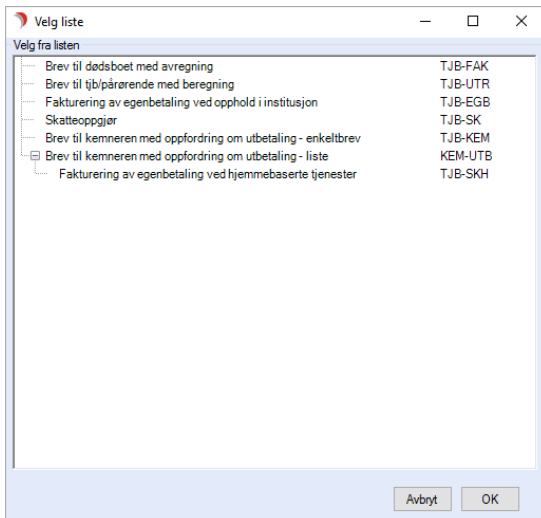 Velg liste
Velg fra listen
Brev til dødsboet med avregning TJB-FAK
Brev til tjb/pårørende med beregning TJB-UTR
Fakturering av egenbetaling ved opphold i institusjon TJB-EGB
Skatteoppgjør TJB-SK
Brev til kemneren med oppfordring om utbetaling - enkeltbrev TJB-KEM
Brev til kemneren med oppfordring om utbetaling - liste KEM-UTB
Fakturering av egenbetaling ved hjemmebaserte tjenester TJB-SKH
Avbryt OK